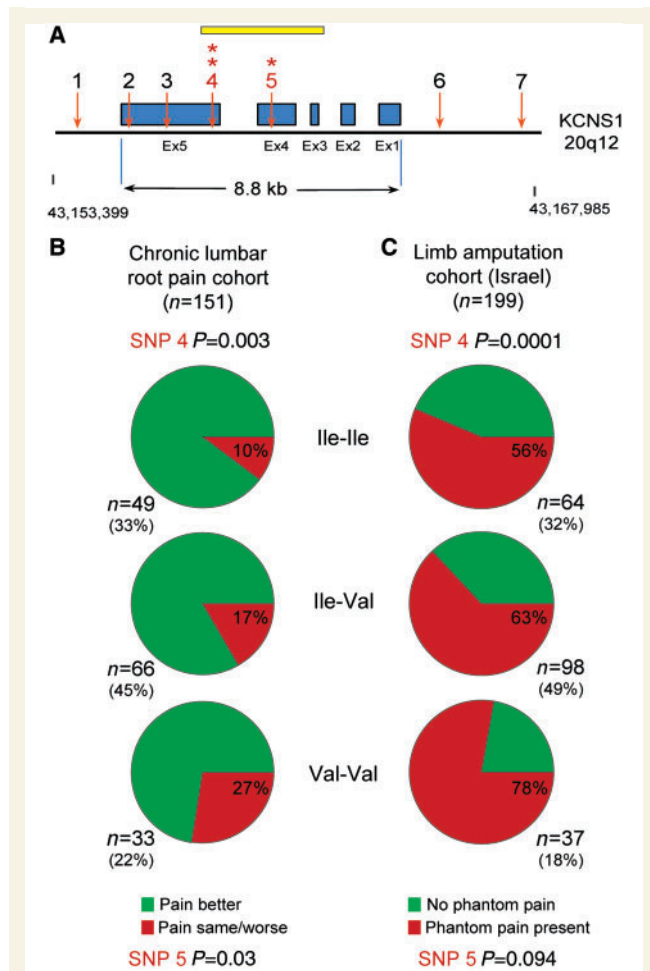 A
* *
* *
1 2 3 4 5 6 7
KCNS1
20q12
Ex5 Ex4 Ex3 Ex2 Ex1
8.8 kb
43,153,399
43,167,985
B
Chronic lumbar
root pain cohort
(n=151)
SNP 4 P=0.003
C
Limb amputation
cohort (Israel)
(n=199)
SNP 4 P=0.0001
Ile-Ile
10%
n=49
(33%)
56%
n=64
(32%)
Ile-Val
17%
n=66
(45%)
63%
n=98
(49%)
Val-Val
27%
n=33
(22%)
78%
n=37
(18%)
Pain better
Pain same/worse
SNP 5 P=0.03
No phantom pain
Phantom pain present
SNP 5 P=0.094